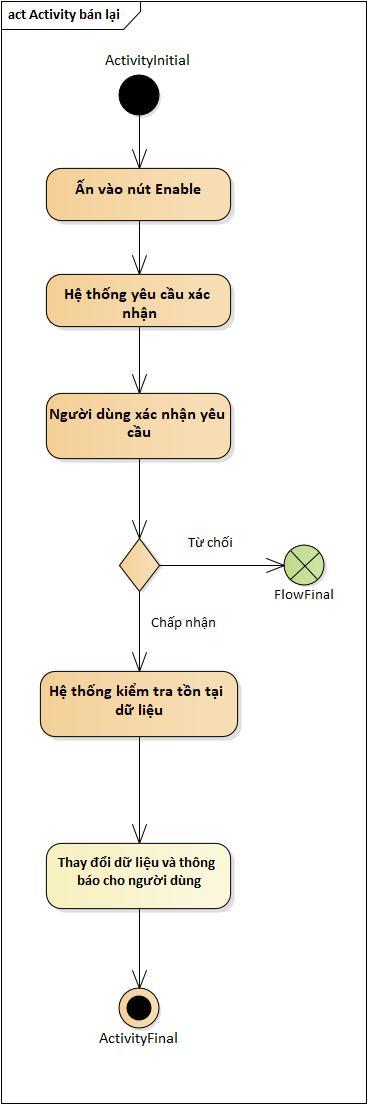 act Activity bán lại
ActivityInitial
Ấn vào nút Enable
Hệ thống yêu cầu xác
nhận
Người dùng xác nhận yêu
cầu
Từ chối
FlowFinal
Chấp nhận
Hệ thống kiểm tra tồn tại
dữ liệu
Thay đổi dữ liệu và thông
báo cho người dùng
ActivityFinal